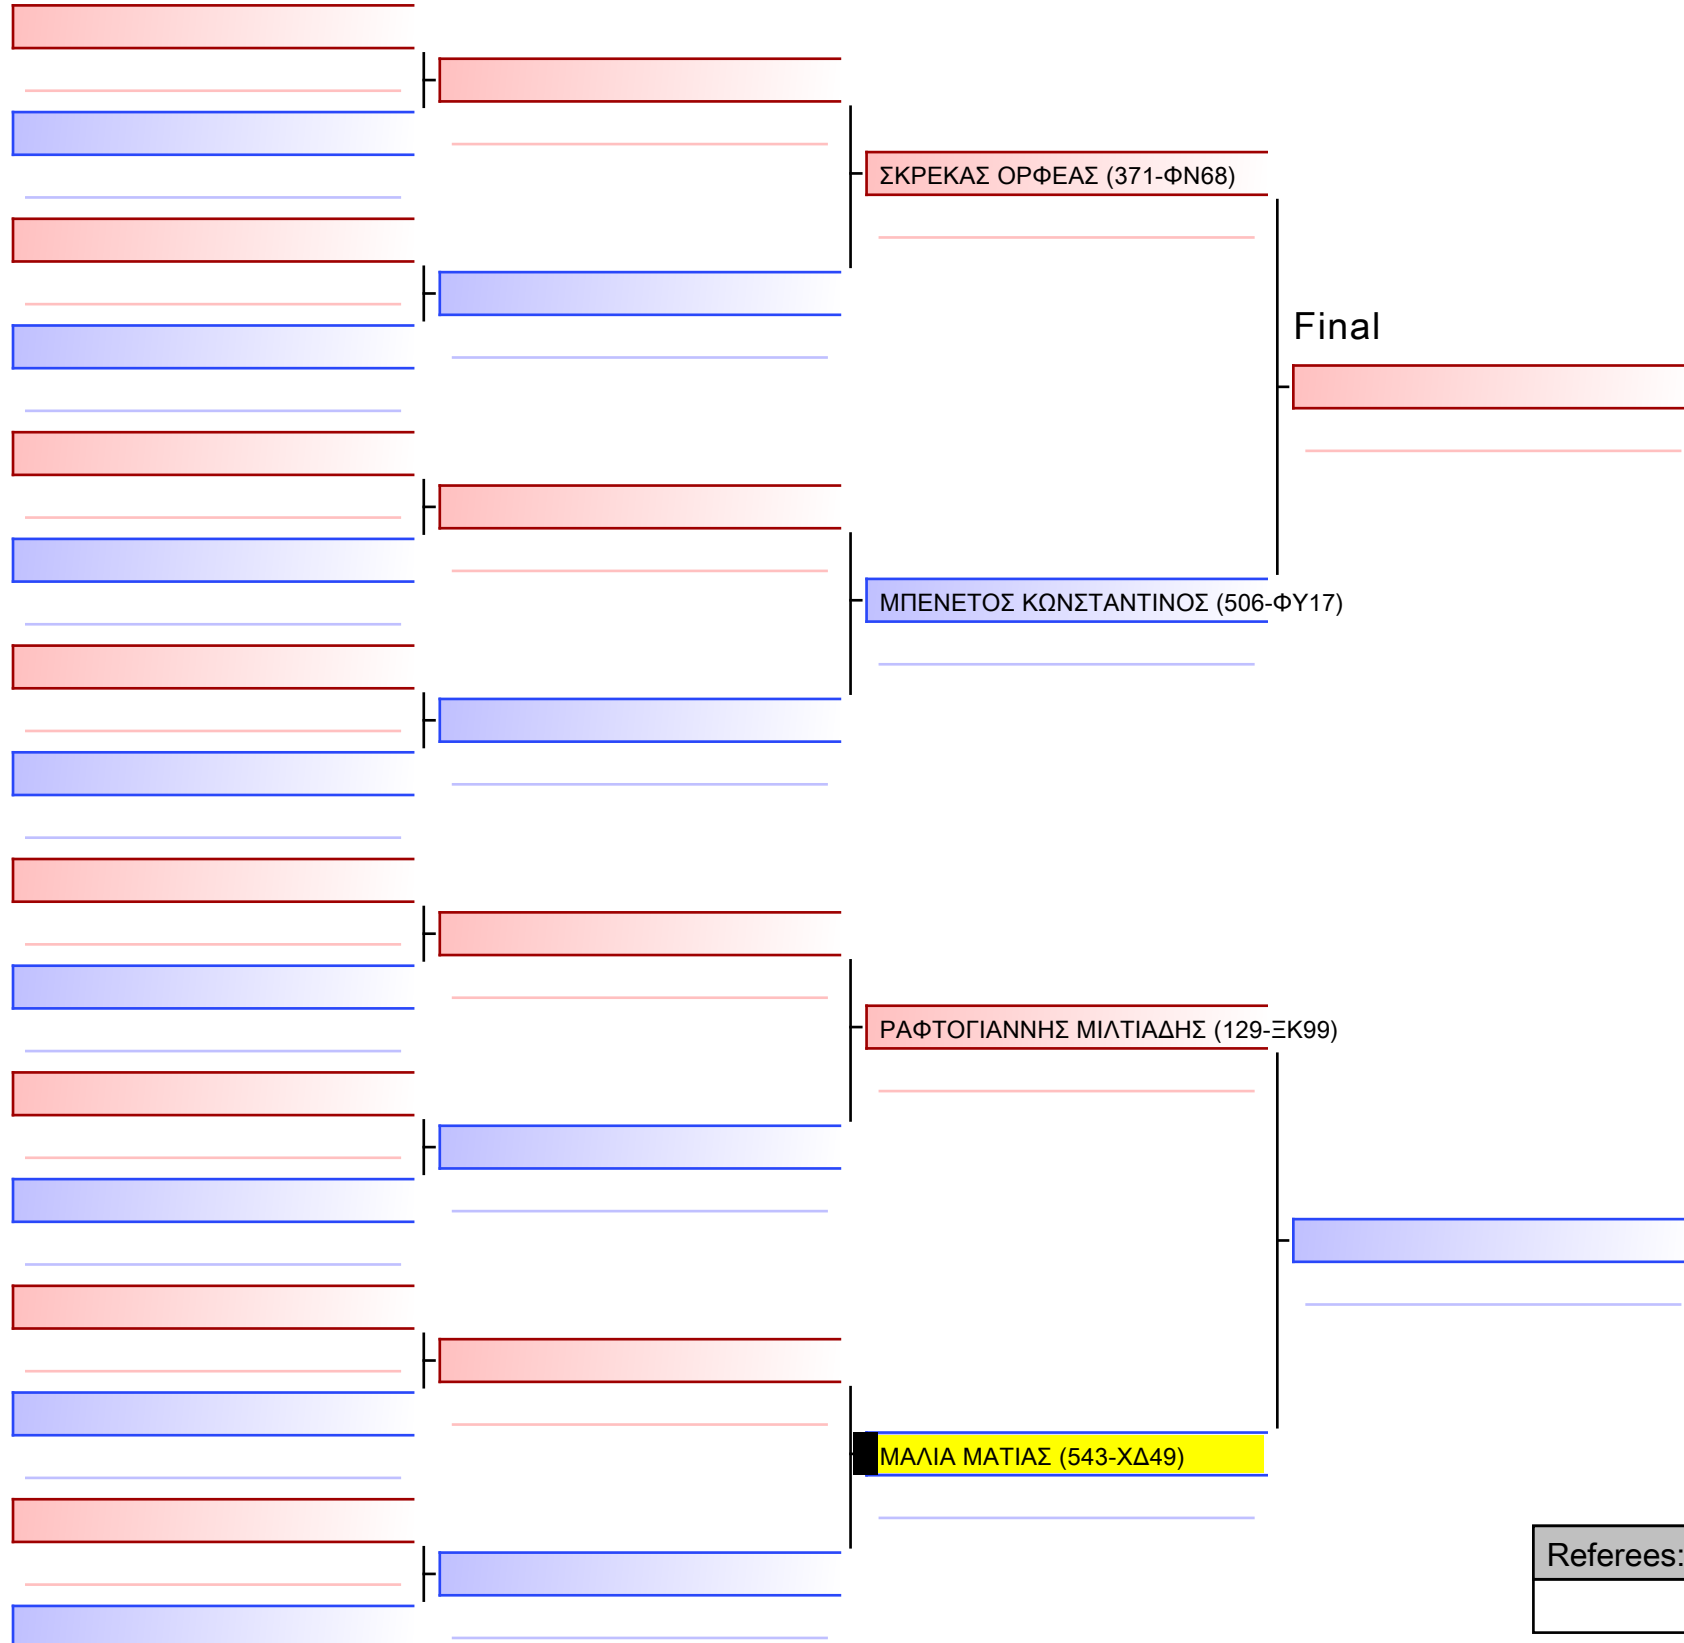 ΣΚΡΕΚΑΣ ΟΡΦΕΑΣ (371-ΦΝ68)
Final
ΜΠΕΝΕΤΟΣ ΚΩΝΣΤΑΝΤΙΝΟΣ (506-ΦΥ17)
ΡΑΦΤΟΓΙΑΝΝΗΣ ΜΙΛΤΙΑΔΗΣ (129-ΞΚ99)
ΜΑΛΙΑ ΜΑΤΙΑΣ (543-ΧΔ49)
Referees: